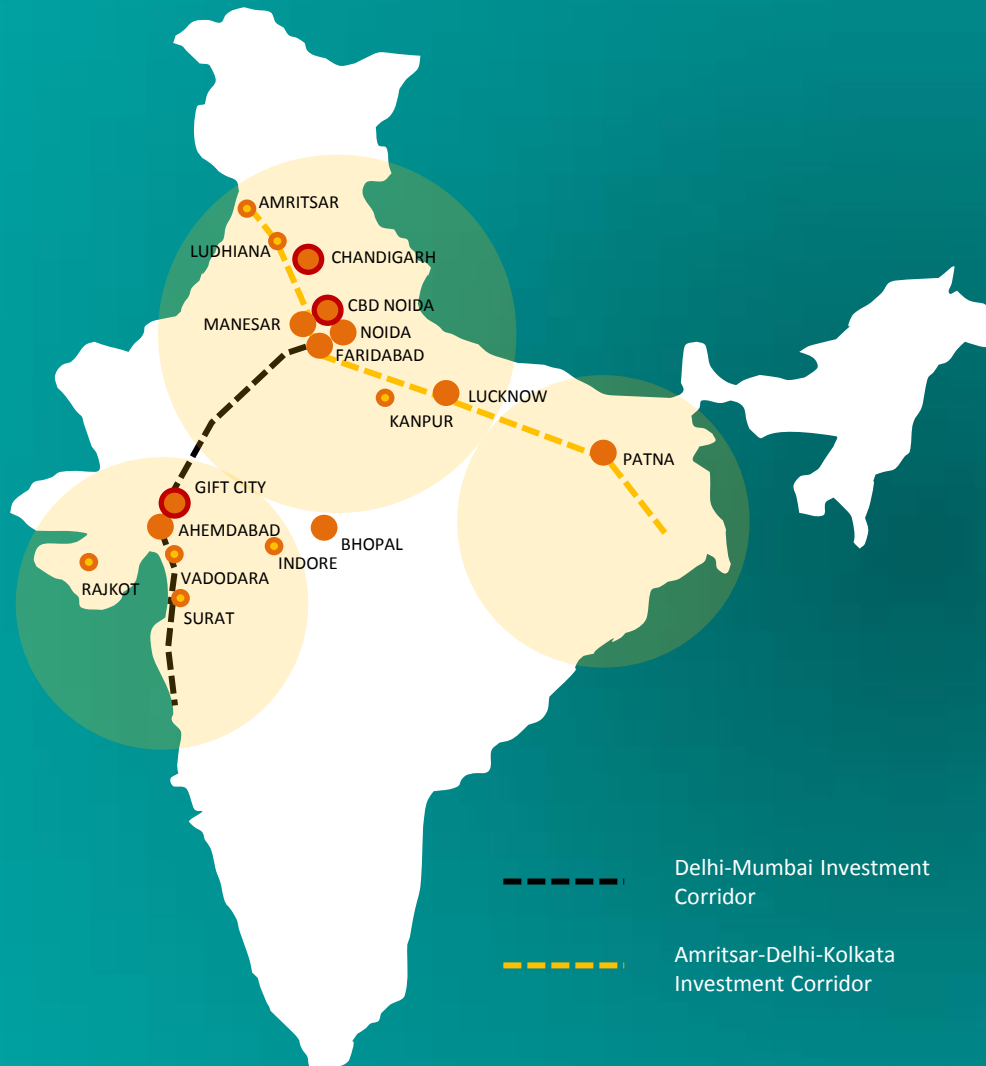 AMRITSAR
LUDHIANA
CHANDIGARH
CBD NOIDA
MANESAR
NOIDA
FARIDABAD
LUCKNOW
KANPUR
PATNA
GIFT CITY
AHEMDABAD
BHOPAL
INDORE
VADODARA
RAJKOT
SURAT
Delhi-Mumbai Investment
Corridor
Amritsar-Delhi-Kolkata
Investment Corridor